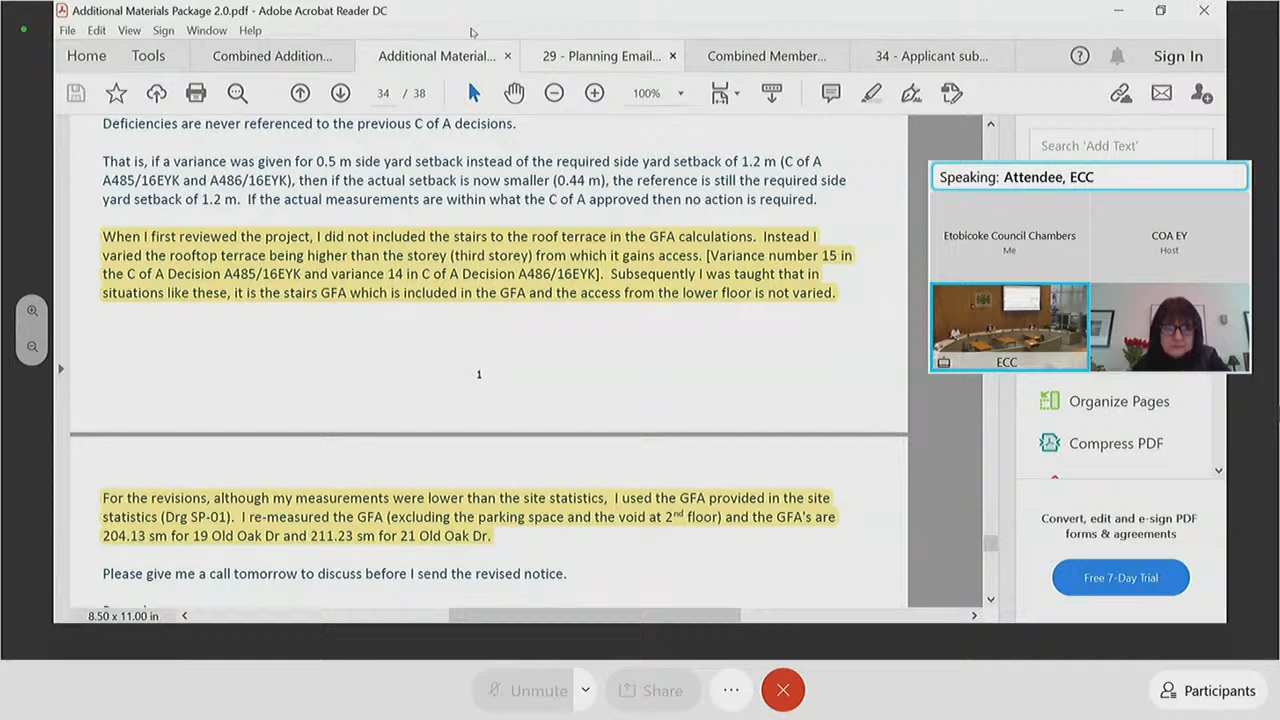 Additional Materials Package 2.0.pdf - Adobe Acrobat Reader DC
File Edit View Sign Window Help
Home Tools Combined Addition... Additional Material... × 29 - Planning Email... × Combined Member... 34 - Applicant sub... Sign In
34 / 38 100%
Deficiencies are never referenced to the previous C of A decisions.
That is, if a variance was given for 0.5 m side yard setback instead of the required side yard setback of 1.2 m (C of A
A485/16EYK and A486/16EYK), then if the actual setback is now smaller (0.44 m), the reference is still the required side
yard setback of 1.2 m. If the actual measurements are within what the C of A approved then no action is required.
When I first reviewed the project, I did not included the stairs to the roof terrace in the GFA calculations. Instead I
varied the rooftop terrace being higher than the storey (third storey) from which it gains access. [Variance number 15 in
the C of A Decision A485/16EYK and variance 14 in C of A Decision A486/16EYK]. Subsequently I was taught that in
situations like these, it is the stairs GFA which is included in the GFA and the access from the lower floor is not varied.
1
For the revisions, although my measurements were lower than the site statistics, I used the GFA provided in the site
statistics (Drg SP-01). I re-measured the GFA (excluding the parking space and the void at 2nd floor) and the GFA's are
204.13 sm for 19 Old Oak Dr and 211.23 sm for 21 Old Oak Dr.
Please give me a call tomorrow to discuss before I send the revised notice.
8.50 x 11.00 in
Search 'Add Text'
Speaking: Attendee, ECC
Etobicoke Council Chambers
Me
COA EY
Host
ECC
Organize Pages
Compress PDF
Convert, edit and e-sign PDF
forms & agreements
Free 7-Day Trial
Unmute Share ... Participants